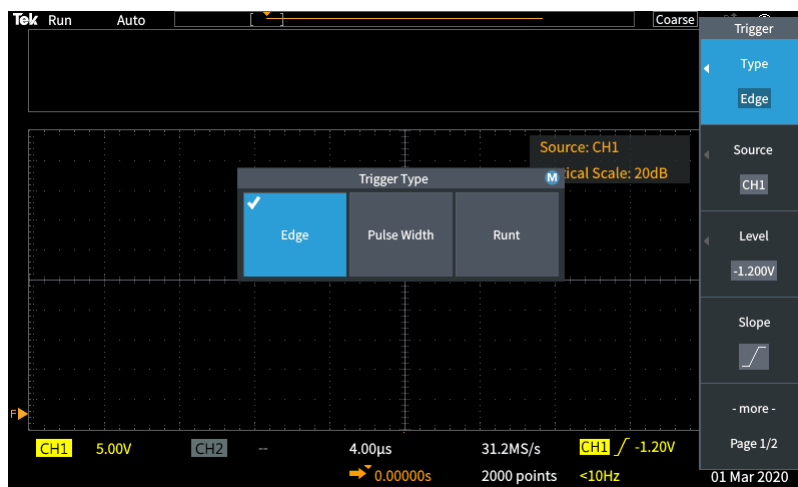 Tek Run Auto [ ] Coarse
Trigger
Type
Edge
Source: CH1
Source
Vertical Scale: 20dB
Trigger Type M
CH1
Edge Pulse Width Runt
Level
-1.200V
Slope
F
- more -
Page 1/2
CH1 5.00V CH2 -- 4.00µs 31.2MS/s CH1 -1.20V
0.00000s 2000 points <10Hz 01 Mar 2020